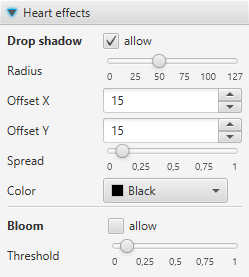 Heart effects
Drop shadow allow
Radius
0 25 50 75 100 127
Offset X 15
Offset Y 15
Spread
0 0,25 0,5 0,75 1
Color Black
Bloom allow
Threshold
0 0,25 0,5 0,75 1